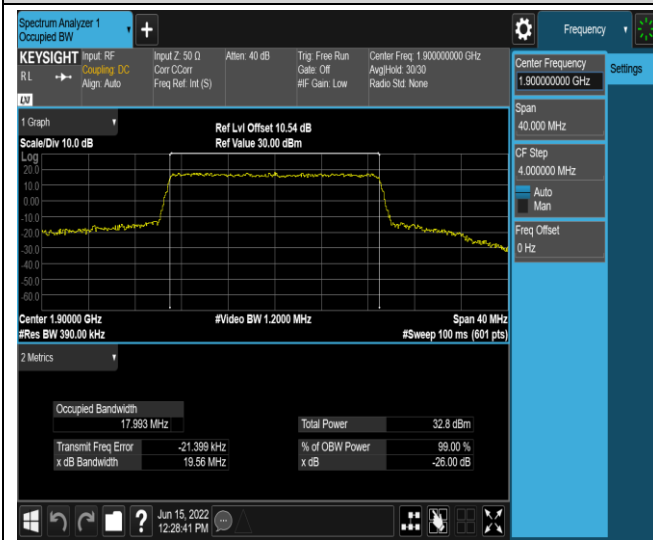 Spectrum Analyzer 1
Occupied BW
+
Frequency
KEYSIGHT
RL
LXI
Input: RF
Coupling: DC
Align: Auto
Input Z: 50 Ω
Corr CCorr
Freq Ref: Int (S)
Atten: 40 dB
Trig: Free Run
Gate: Off
#IF Gain: Low
Center Freq: 1.900000000 GHz
Avg|Hold: 30/30
Radio Std: None
Center Frequency
1.900000000 GHz
Settings
Span
40.000 MHz
CF Step
4.000000 MHz
Auto
Man
Freq Offset
0 Hz
1 Graph
Scale/Div 10.0 dB
Ref Lvl Offset 10.54 dB
Ref Value 30.00 dBm
Log
20.0
10.0
0.00
-10.0
-20.0
-30.0
-40.0
-50.0
-60.0
Center 1.90000 GHz
#Res BW 390.00 kHz
#Video BW 1.2000 MHz
Span 40 MHz
#Sweep 100 ms (601 pts)
2 Metrics
Occupied Bandwidth
17.993 MHz
Total Power 32.8 dBm
Transmit Freq Error -21.399 kHz
% of OBW Power 99.00 %
x dB Bandwidth 19.56 MHz
x dB -26.00 dB
?
Jun 15, 2022
12:28:41 PM